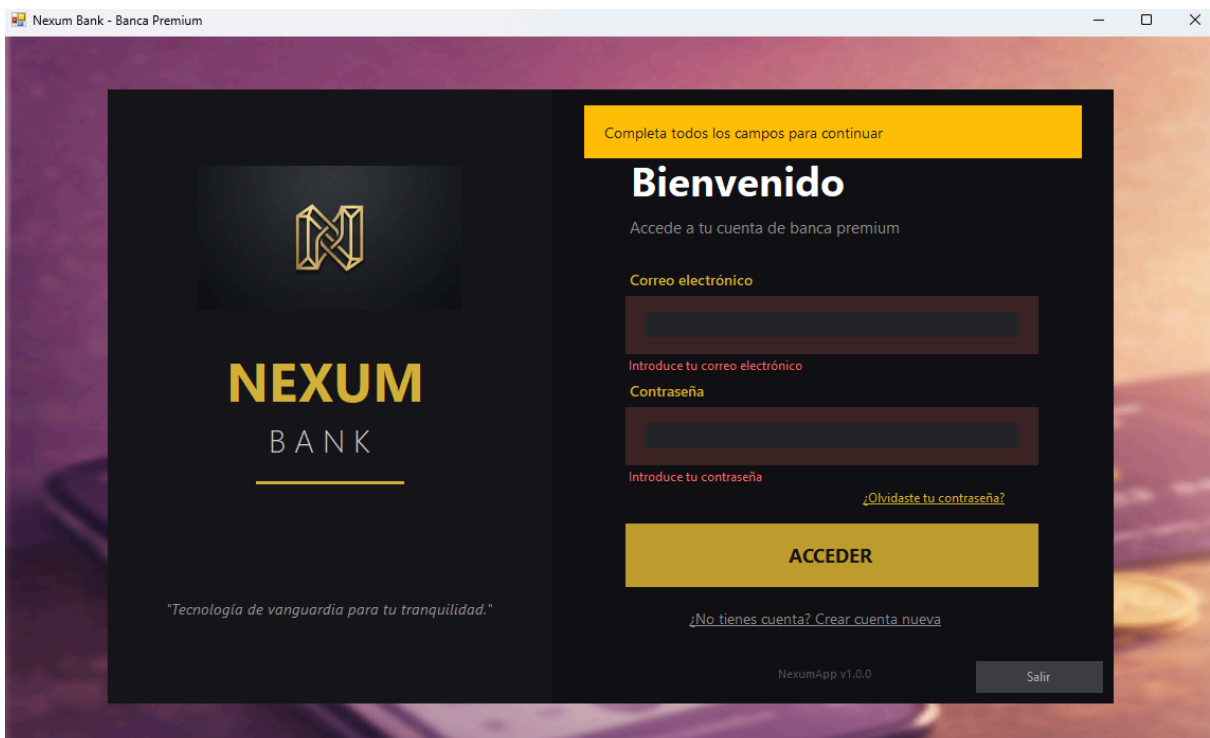 Nexum Bank - Banca Premium
Completa todos los campos para continuar
Bienvenido
Accede a tu cuenta de banca premium
Correo electrónico
Introduce tu correo electrónico
Contraseña
Introduce tu contraseña
¿Olvidaste tu contraseña?
ACCEDER
¿No tienes cuenta? Crear cuenta nueva
NexumApp v1.0.0
Salir
NEXUM
BANK
"Tecnología de vanguardia para tu tranquilidad."